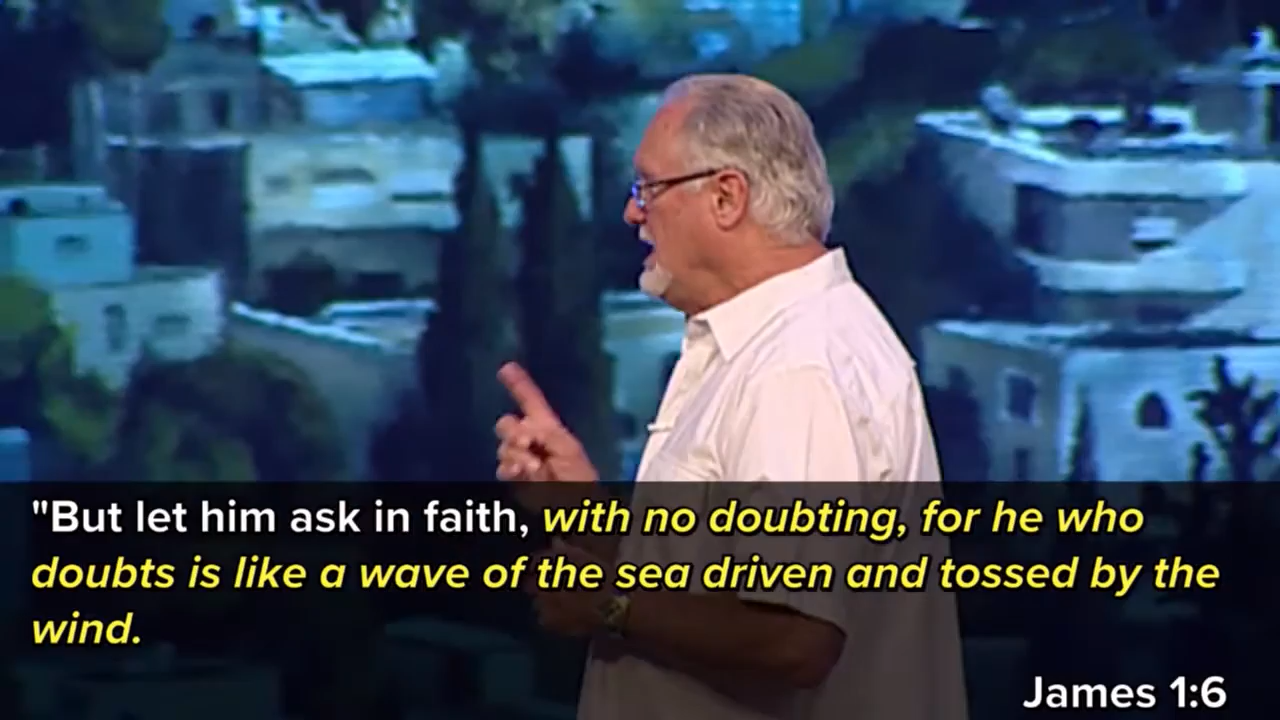 "But let him ask in faith, with no doubting, for he who
doubts is like a wave of the sea driven and tossed by the
wind.
James 1:6